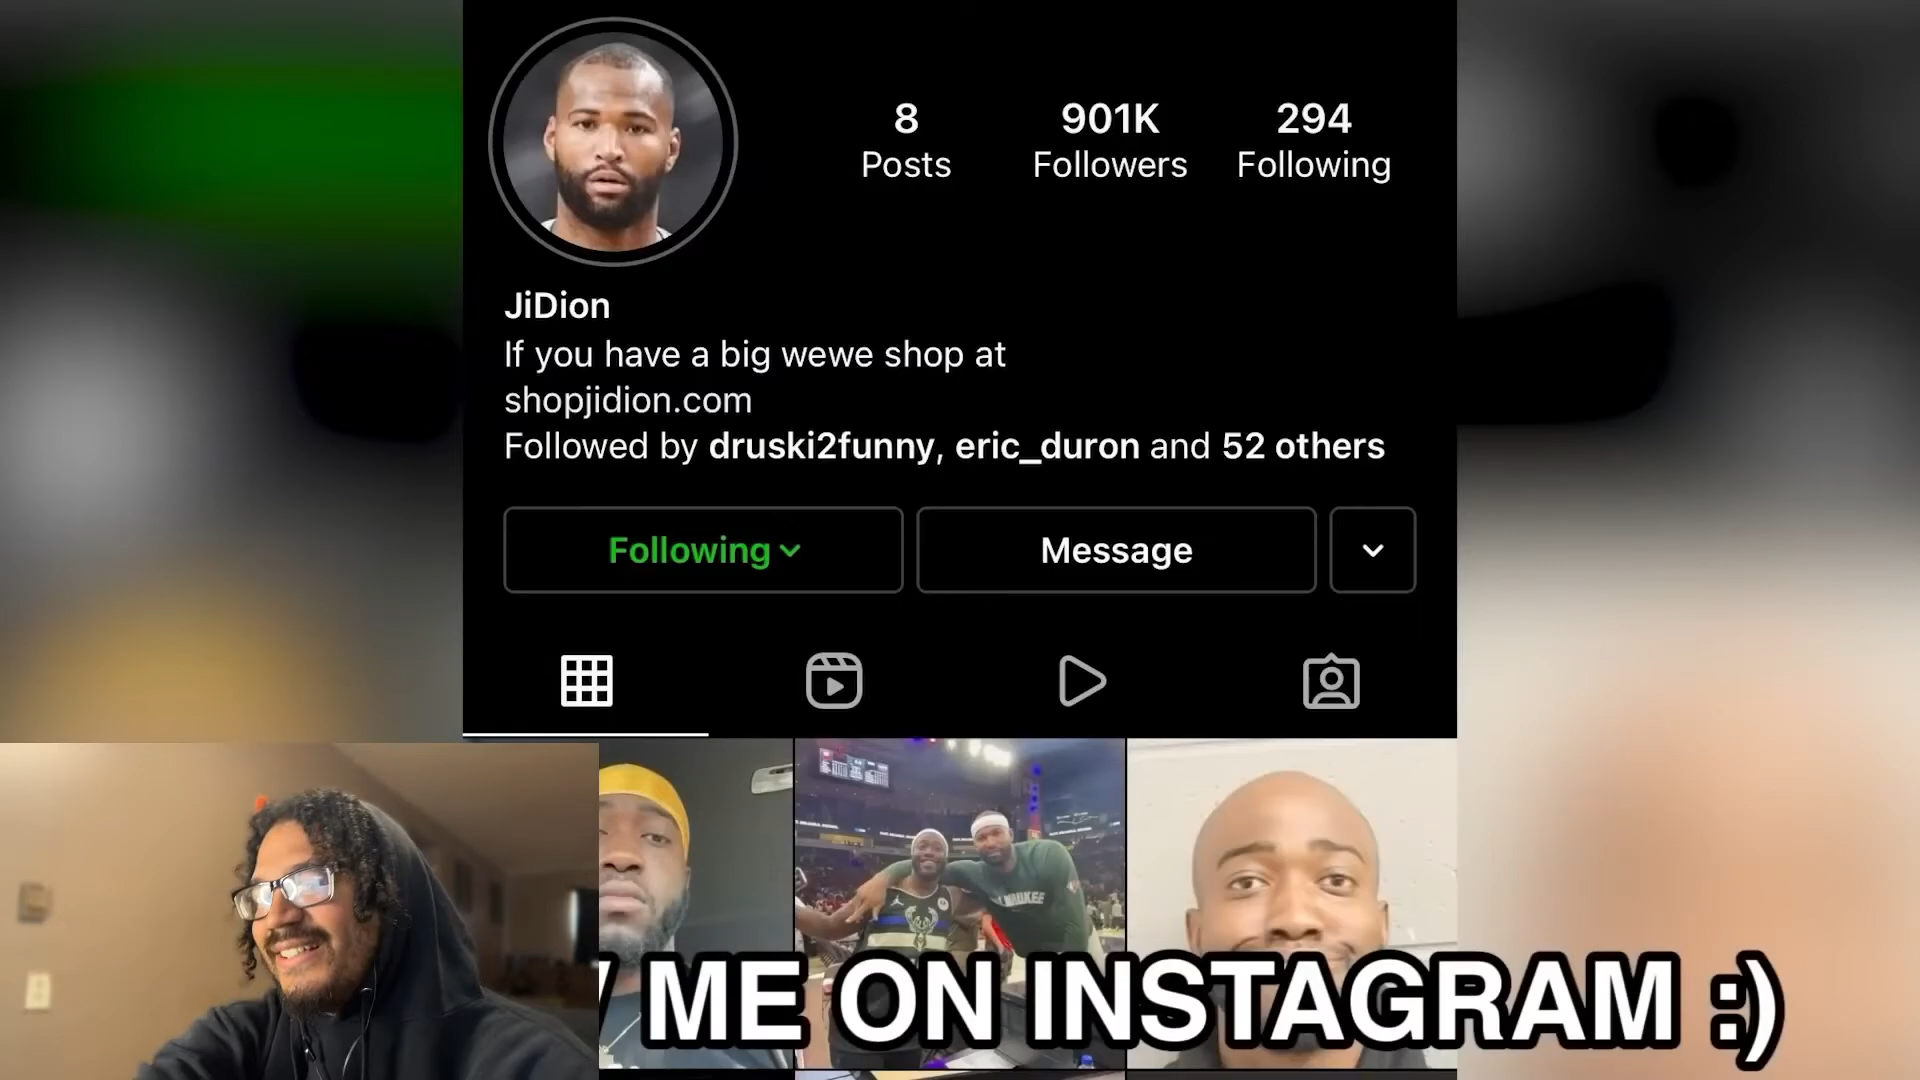 8
Posts
901K
Followers
294
Following
JiDion
If you have a big wewe shop at
shopjidion.com
Followed by druski2funny, eric_duron and 52 others
Following
Message
ME ON INSTAGRAM :)